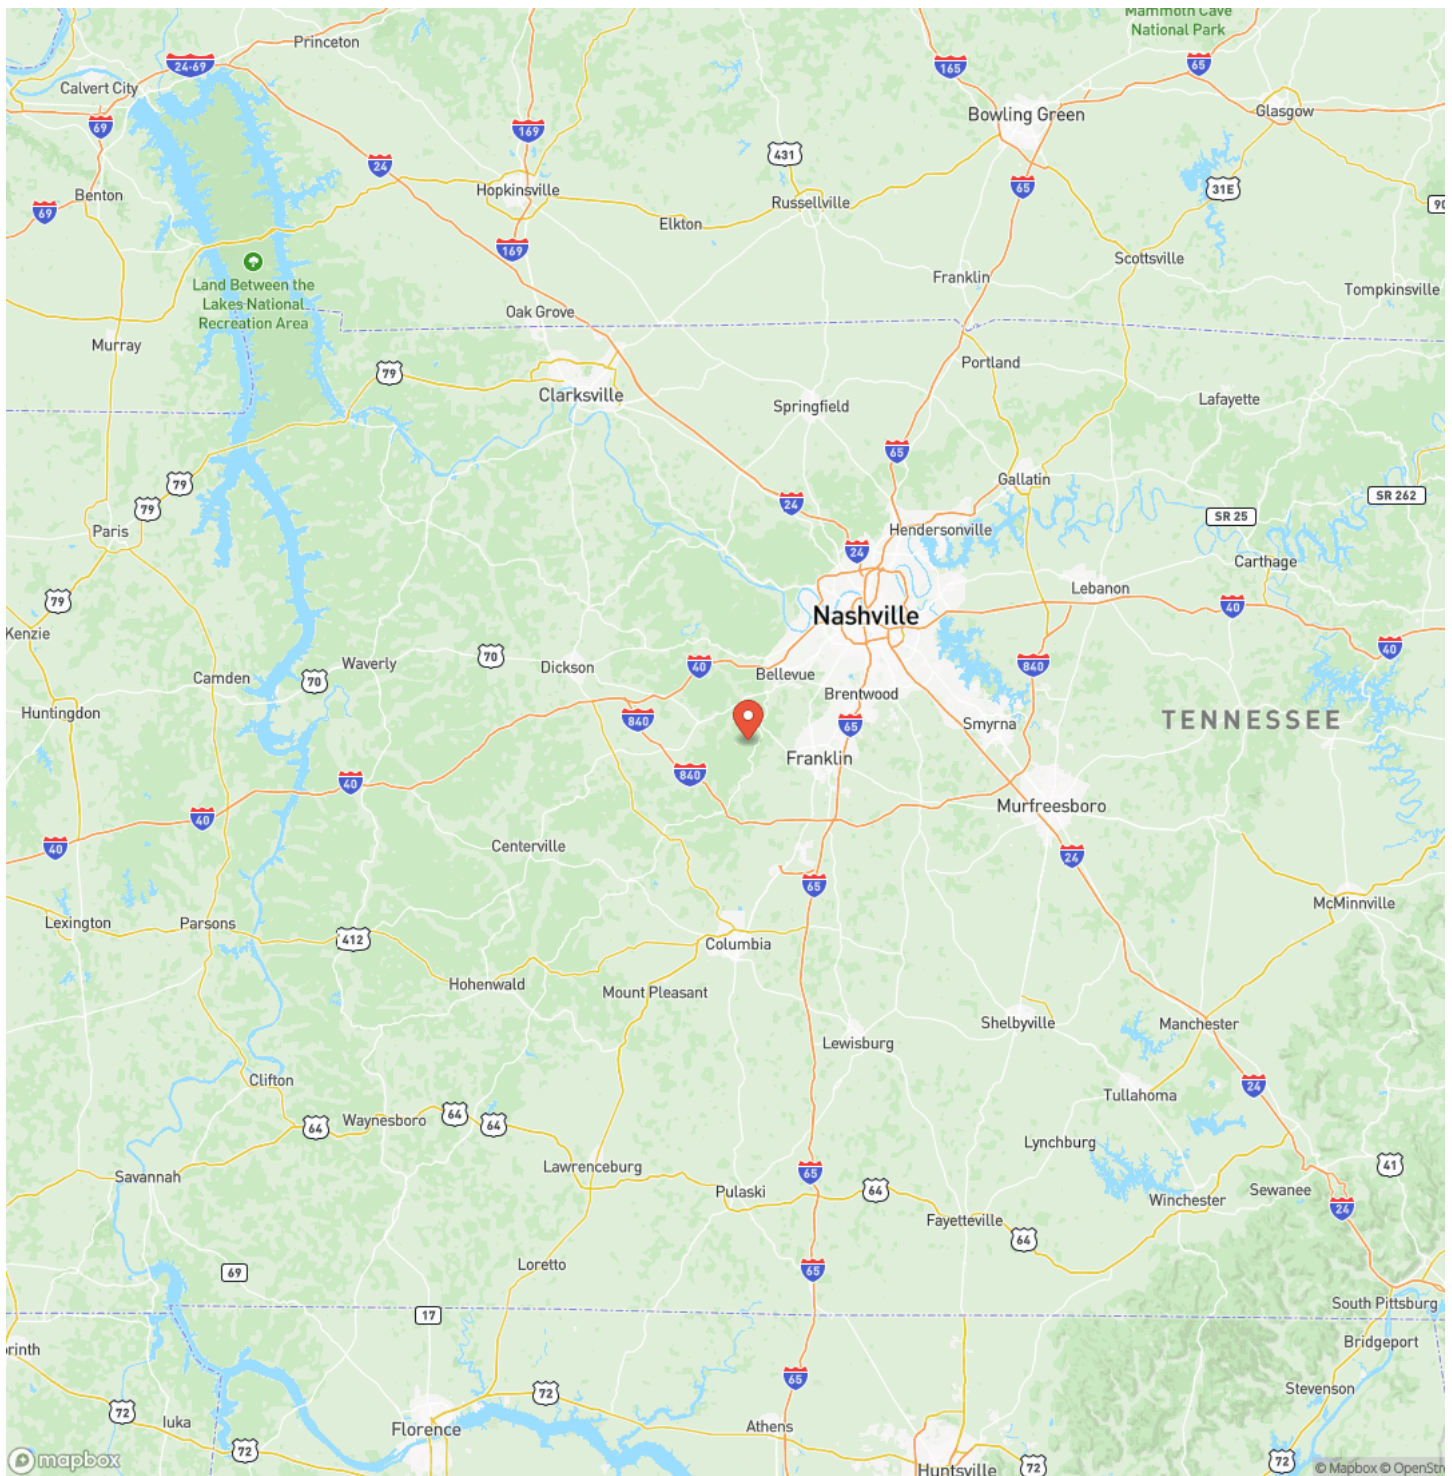 Mammoth Cave
National Park
Princeton
24-69
165
65
Calvert City
Bowling Green
Glasgow
69
169
431
24
Benton
Hopkinsville
Russellville
65
31E
69
Elkton
90
169
Scottsville
Land Between the
Lakes National
Recreation Area
Franklin
Tompkinsville
Oak Grove
Murray
Portland
79
Clarksville
Springfield
Lafayette
65
Gallatin
79
SR 262
79
24
SR 25
Paris
Hendersonville
24
Carthage
Lebanon
79
40
Nashville
Kenzie
40
70
40
840
Waverly
Dickson
Bellevue
Camden
70
Brentwood
Huntingdon
840
65
Smyrna
TENNESSEE
Franklin
840
40
Murfreesboro
40
40
Centerville
24
65
McMinnville
Lexington
Parsons
412
Columbia
Hohenwald
Mount Pleasant
Shelbyville
Manchester
Lewisburg
Clifton
24
Tullahoma
64
64
64
Waynesboro
Lynchburg
Lawrenceburg
41
Savannah
65
Pulaski
64
Sewanee
Winchester
24
Fayetteville
64
Loretto
69
65
South Pittsburg
17
orinth
Bridgeport
65
Stevenson
72
72
Iuka
Florence
Athens
72
mapbox
72
Huntsville
72
© Mapbox © OpenStre